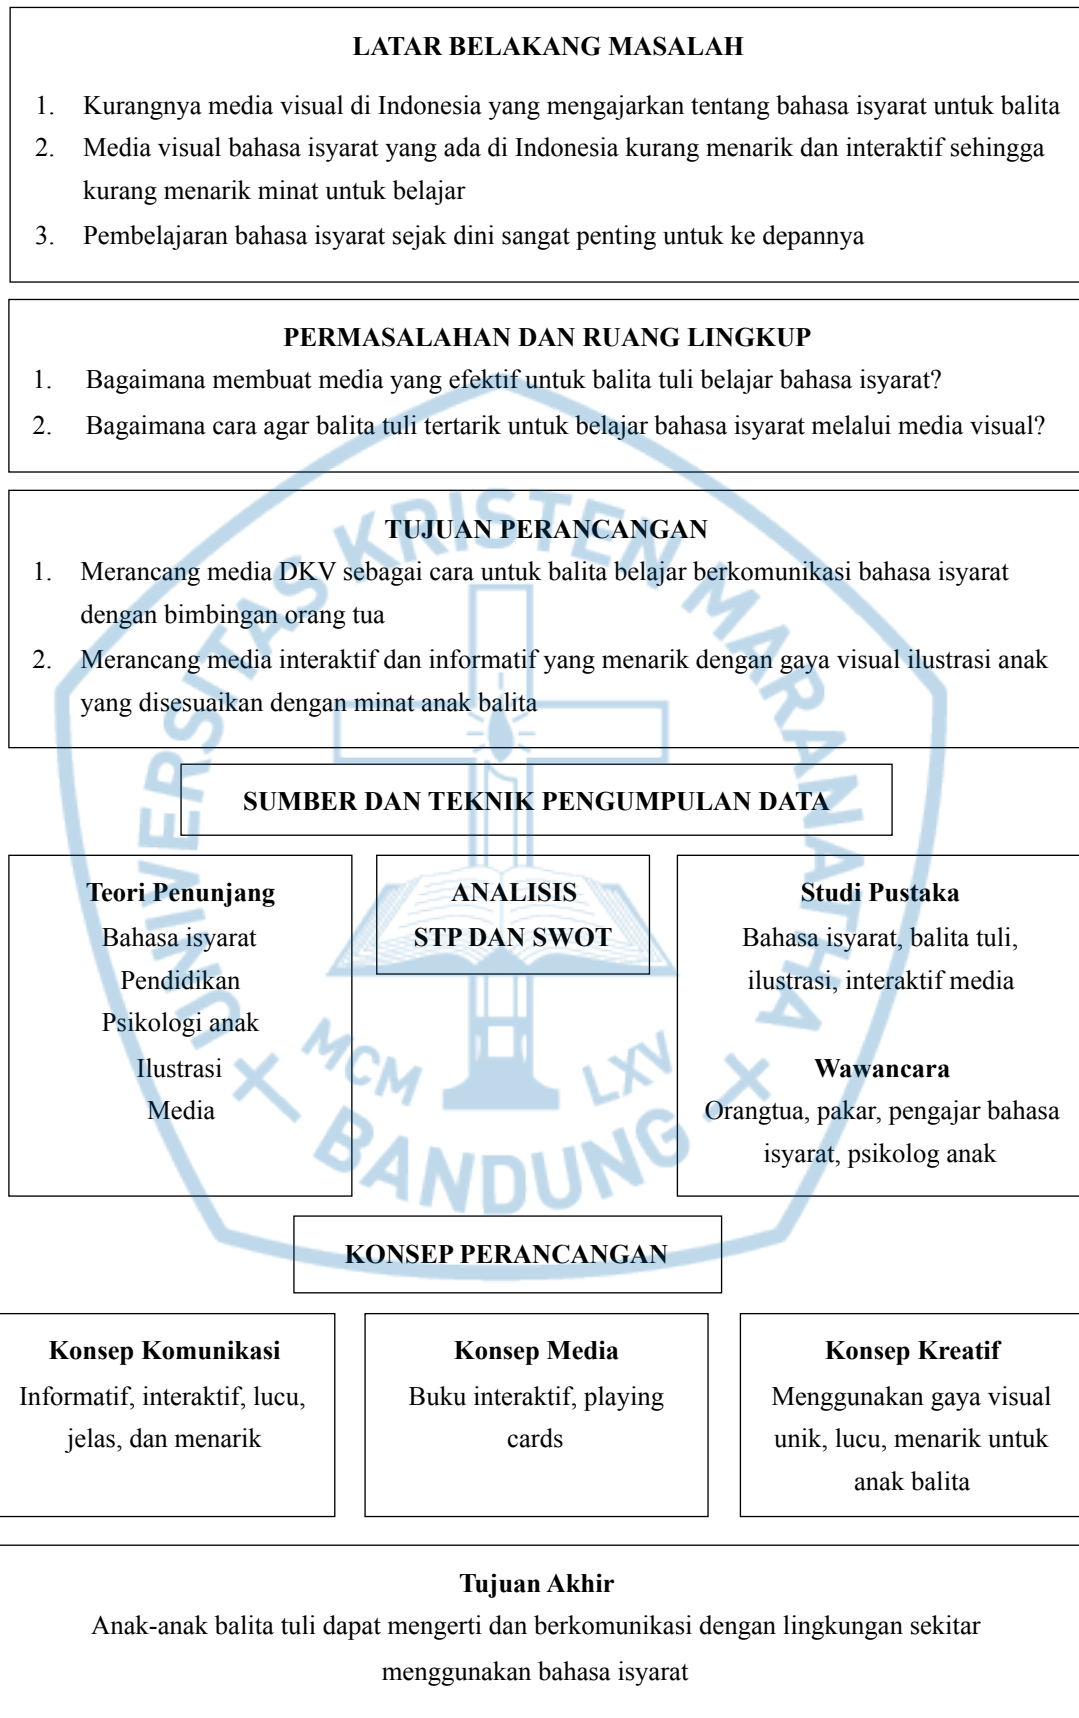 LATAR BELAKANG MASALAH
1. Kurangnya media visual di Indonesia yang mengajarkan tentang bahasa isyarat untuk balita
2. Media visual bahasa isyarat yang ada di Indonesia kurang menarik dan interaktif sehingga
kurang menarik minat untuk belajar
3. Pembelajaran bahasa isyarat sejak dini sangat penting untuk ke depannya
PERMASALAHAN DAN RUANG LINGKUP
1. Bagaimana membuat media yang efektif untuk balita tuli belajar bahasa isyarat?
2. Bagaimana cara agar balita tuli tertarik untuk belajar bahasa isyarat melalui media visual?
TUJUAN PERANCANGAN
1. Merancang media DKV sebagai cara untuk balita belajar berkomunikasi bahasa isyarat
dengan bimbingan orang tua
2. Merancang media interaktif dan informatif yang menarik dengan gaya visual ilustrasi anak
yang disesuaikan dengan minat anak balita
SUMBER DAN TEKNIK PENGUMPULAN DATA
Teori Penunjang
Bahasa isyarat
Pendidikan
Psikologi anak
Ilustrasi
Media
ANALISIS
STP DAN SWOT
Studi Pustaka
Bahasa isyarat, balita tuli,
ilustrasi, interaktif media
Wawancara
Orangtua, pakar, pengajar bahasa
isyarat, psikolog anak
KONSEP PERANCANGAN
Konsep Komunikasi
Informatif, interaktif, lucu,
jelas, dan menarik
Konsep Media
Buku interaktif, playing
cards
Konsep Kreatif
Menggunakan gaya visual
unik, lucu, menarik untuk
anak balita
Tujuan Akhir
Anak-anak balita tuli dapat mengerti dan berkomunikasi dengan lingkungan sekitar
menggunakan bahasa isyarat
UNIVERSITAS KRISTEN MARANATHA
MCM LXV
BANDUNG